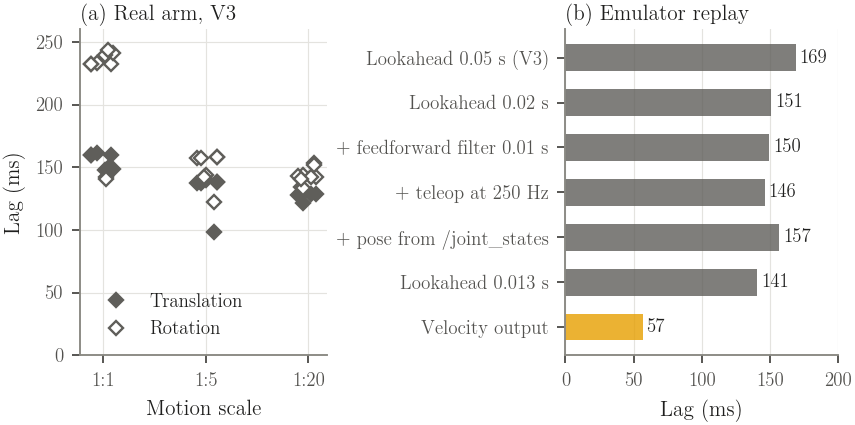 (a) Real arm, V3
250
200
150
100
50
0
Lag (ms)
Translation
Rotation
1:1
1:5
1:20
Motion scale
(b) Emulator replay
Lookahead 0.05 s (V3)
169
Lookahead 0.02 s
151
+ feedforward filter 0.01 s
150
+ teleop at 250 Hz
146
+ pose from /joint_states
157
Lookahead 0.013 s
141
Velocity output
57
0
50
100
150
200
Lag (ms)